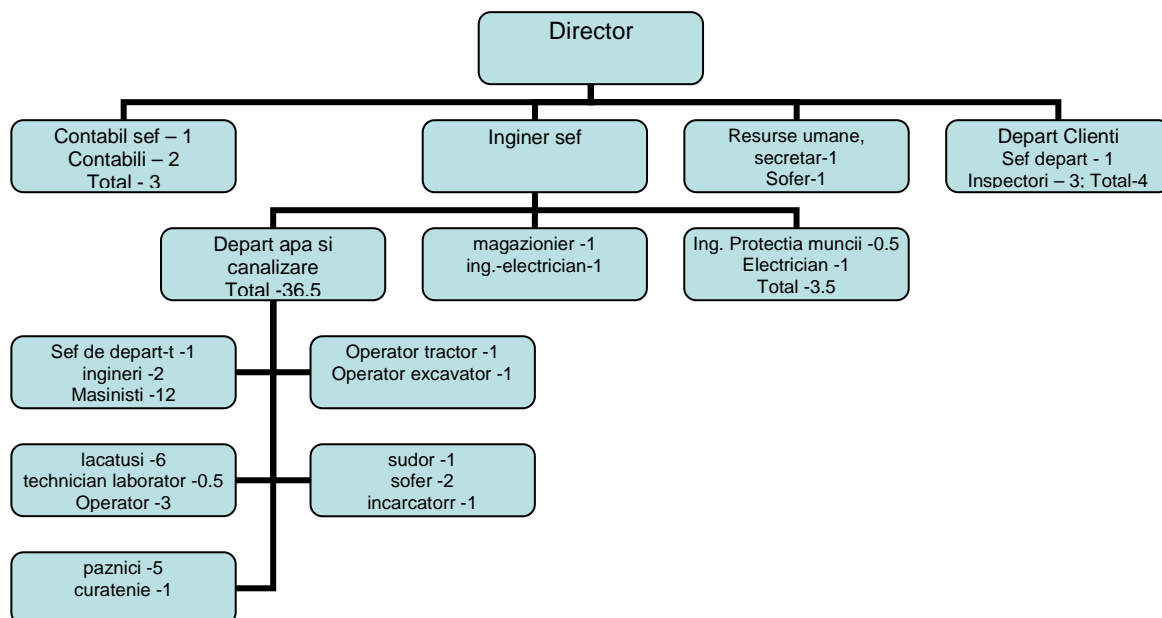 Director
Contabil sef – 1
Contabili – 2
Total - 3
Inginer sef
Resurse umane,
secretar-1
Sofer-1
Depart Clienti
Sef depart - 1
Inspectori – 3; Total-4
Depart apa si
canalizare
Total -36.5
magazionier -1
ing.-electrician-1
Ing. Protectia muncii -0.5
Electrician -1
Total -3.5
Sef de depart-t -1
ingineri -2
Masinisti -12
Operator tractor -1
Operator excavator -1
lacatusi -6
technician laborator -0.5
Operator -3
sudor -1
sofer -2
incarcatorr -1
paznici -5
curatenie -1